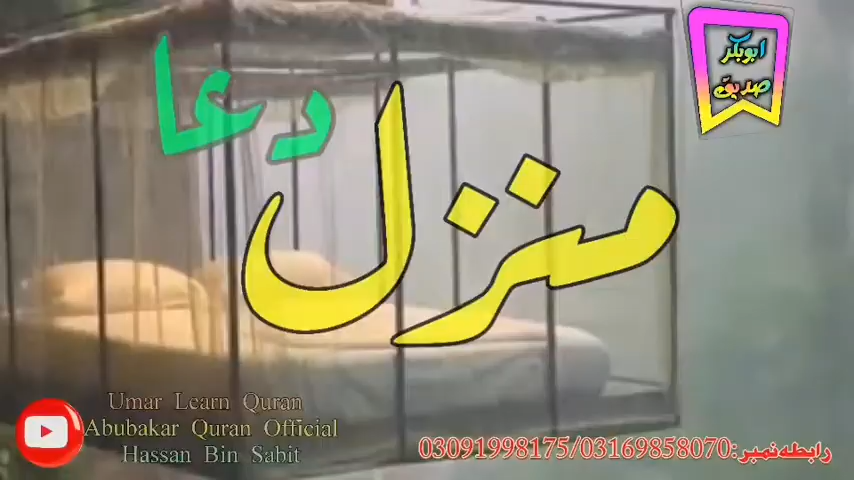 ابوبکر
صدیق
منزل
دعا
Umar Learn Quran
Abubakar Quran Official
Hassan Bin Sabit
رابطہ نمبر:03091998175/03169858070